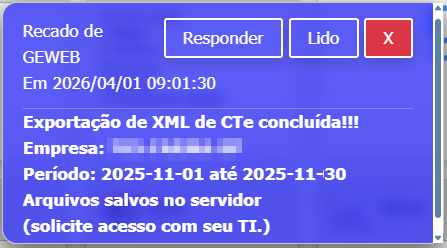 Recado de
GEWEB
Responder
Lido
X
Em 2026/04/01 09:01:30
Exportação de XML de CTe concluída!!!
Empresa:
Período: 2025-11-01 até 2025-11-30
Arquivos salvos no servidor
(solicite acesso com seu TI.)